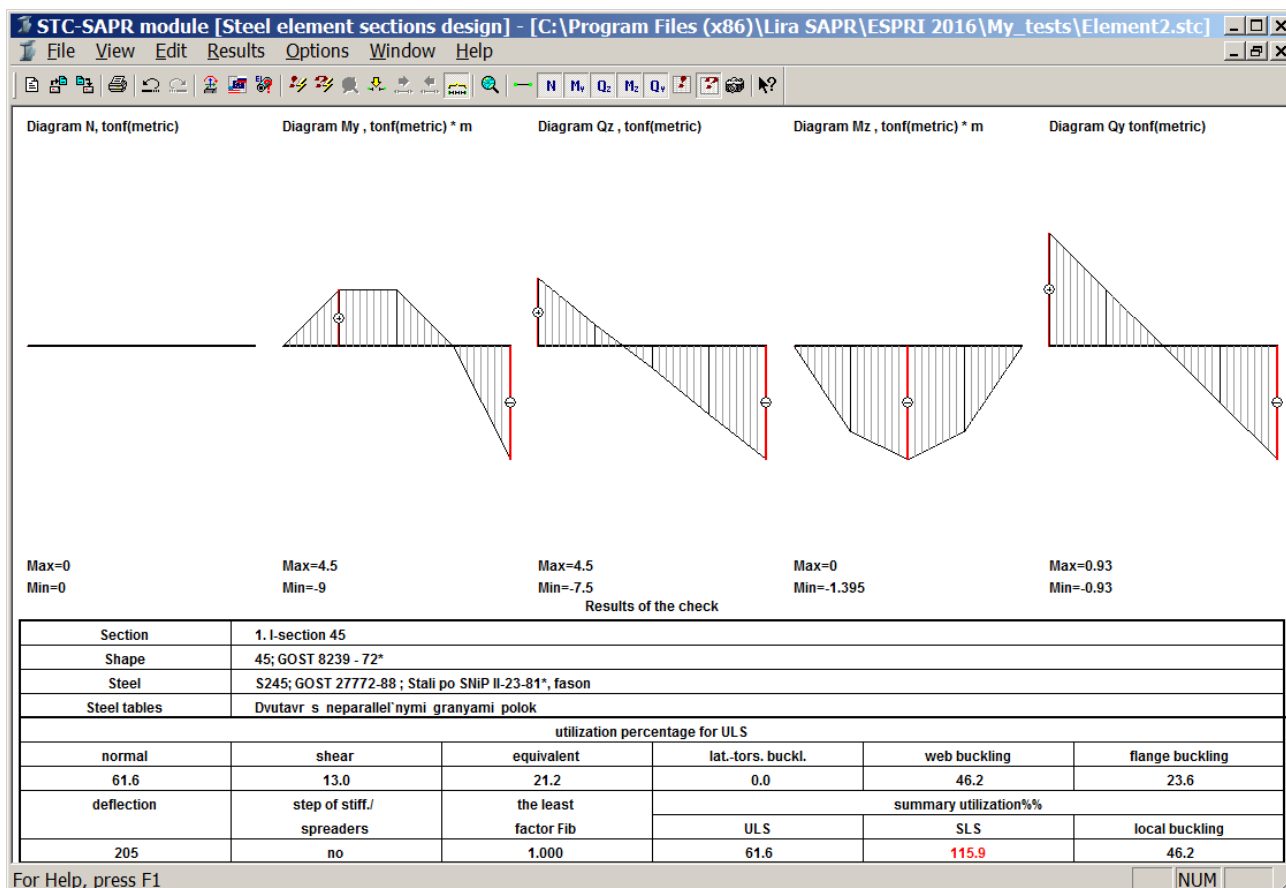 STC-SAPR module [Steel element sections design] - [C:\Program Files (x86)\Lira SAPR\ESPRI 2016\My_tests\Element2.stc]
File View Edit Results Options Window Help
N My Qz Mz Qy
Diagram N, tonf(metric) Diagram My , tonf(metric) * m Diagram Qz , tonf(metric) Diagram Mz , tonf(metric) * m Diagram Qy tonf(metric)
Max=0 Max=4.5 Max=4.5 Max=0 Max=0.93
Min=0 Min=-9 Min=-7.5 Min=-1.395 Min=-0.93
Results of the check
Section 1. I-section 45
Shape 45; GOST 8239 - 72*
Steel S245; GOST 27772-88 ; Stali po SNiP II-23-81*, fason
Steel tables Dvutavr s neparallel`nymi granyami polok
utilization percentage for ULS
normal shear equivalent lat.-tors. buckl. web buckling flange buckling
61.6 13.0 21.2 0.0 46.2 23.6
deflection step of stiff./ the least summary utilization%%
spreaders factor Fib ULS SLS local buckling
205 no 1.000 61.6 115.9 46.2
For Help, press F1 NUM